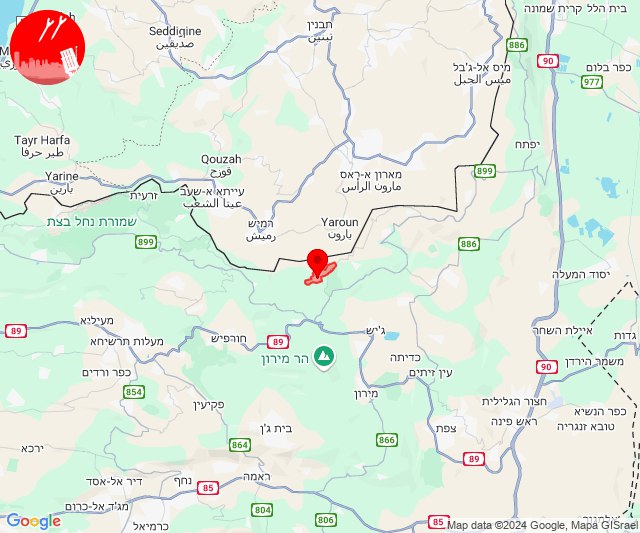 חבנין
تبنين
Seddiqine
صديقين
בית הלל
קרית שמונה
886
90
מיס אל-ג'בל
ميس الجبل
כפר בלום
977
Tayr Harfa
طير حرفا
יפתח
Qouzah
قوزح
מארון א-ראס
مارون الراس
899
Yarine
يارين
זרעית
עייתא א-שעב
عيتا الشعب
רמיש
رميش
Yaroun
يارون
שמורת נחל בצת
899
886
יסוד המעלה
מעיליא
89
מעלות תרשיחא
חורפיש
89
ג'יש
איילת השחר
גדות
90
משמר הירדן
הר מירון
כדיתה
עין זיתים
כפר ורדים
854
פקיעין
מירון
חצור הגלילית
ראש פינה
כפר הנשיא
טובא זנגריה
ירכא
864
בית ג'ן
866
צפת
89
דיר אל-אסד
נחף
85
ראמה
מג'ד אל-כרום
804
806
85
כרמיאל
Google
Map data ©2024 Google, Mapa GISrael